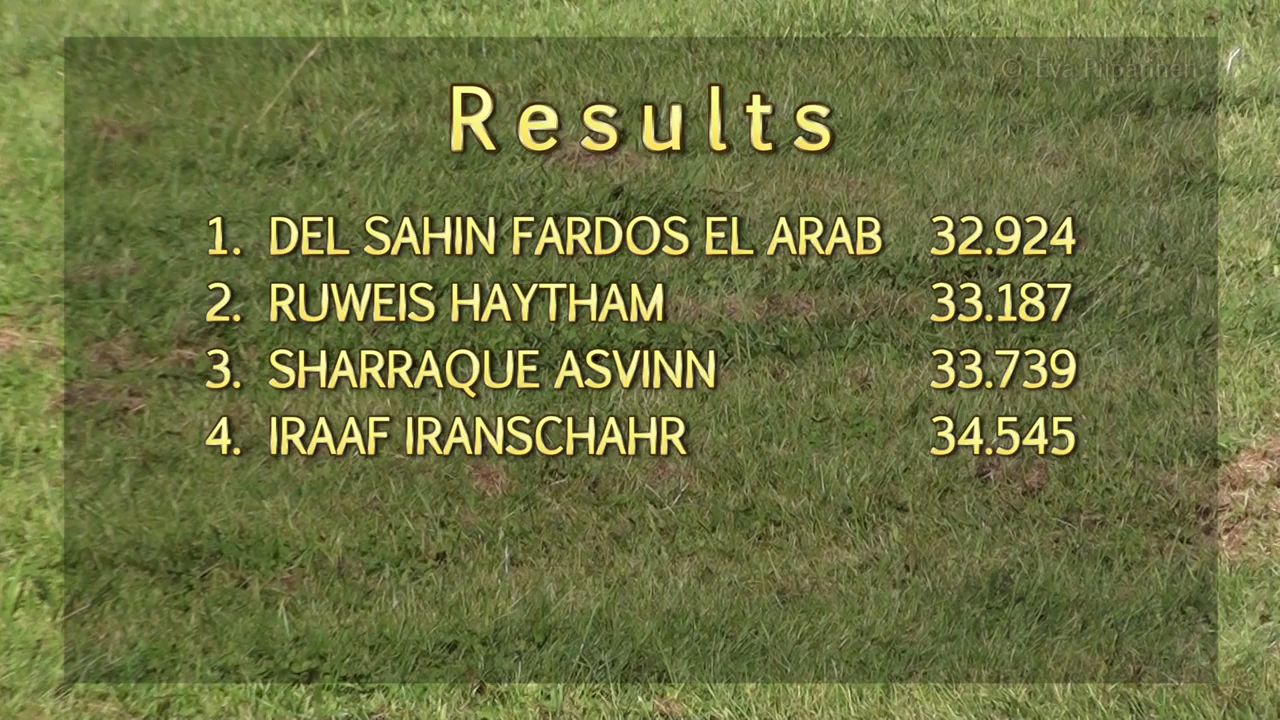 © Eva
Results
1. DEL SAHIN FARDOS EL ARAB 32.924
2. RUWEIS HAYTHAM 33.187
3. SHARRAQUE ASVINN 33.739
4. IRAAF IRANSCHAHR 34.545